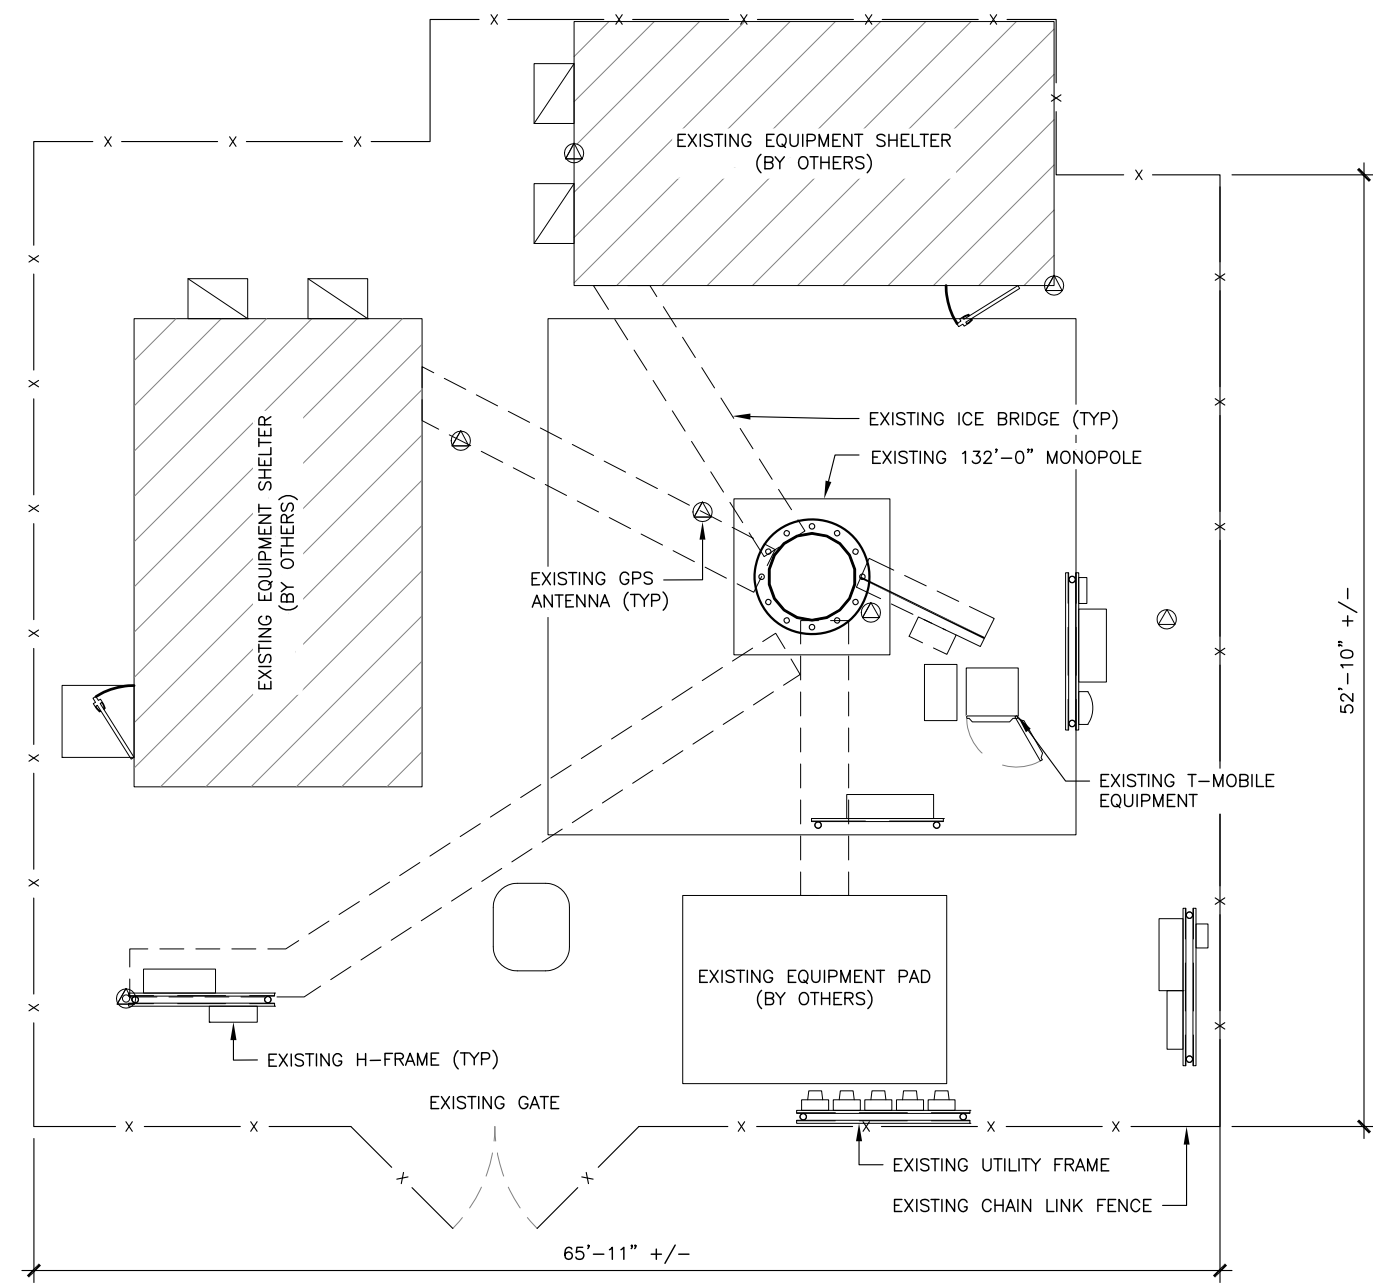 EXISTING EQUIPMENT SHELTER
(BY OTHERS)
EXISTING ICE BRIDGE (TYP)
EXISTING 132'-0" MONOPOLE
EXISTING EQUIPMENT SHELTER
(BY OTHERS)
EXISTING GPS
ANTENNA (TYP)
52'-10" +/-
EXISTING T-MOBILE
EQUIPMENT
EXISTING EQUIPMENT PAD
(BY OTHERS)
EXISTING H-FRAME (TYP)
EXISTING GATE
EXISTING UTILITY FRAME
EXISTING CHAIN LINK FENCE
65'-11" +/-